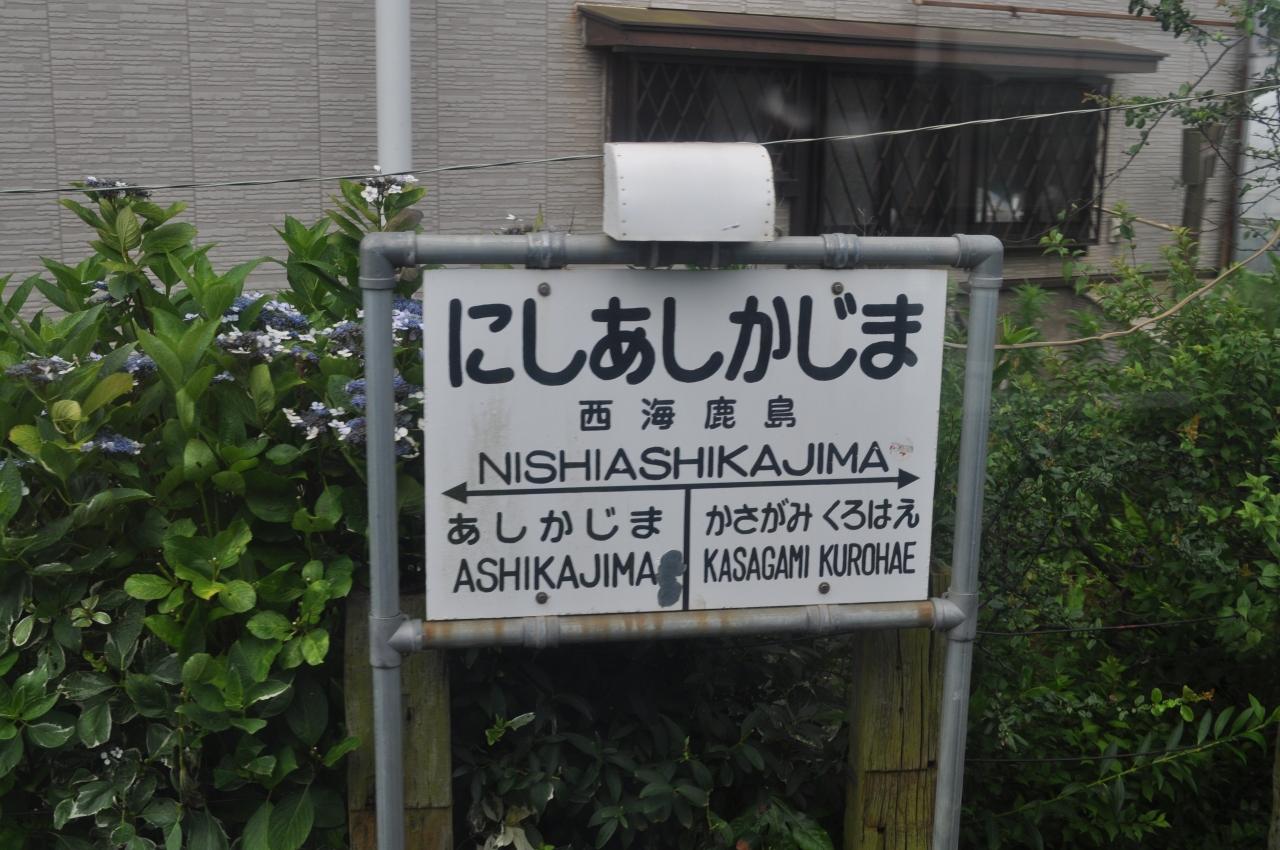 にしあしかじま
西海鹿島
NISHIASHIKAJIMA
あしかじま かさがみ くろはえ
ASHIKAJIMA KASAGAMI KUROHAE